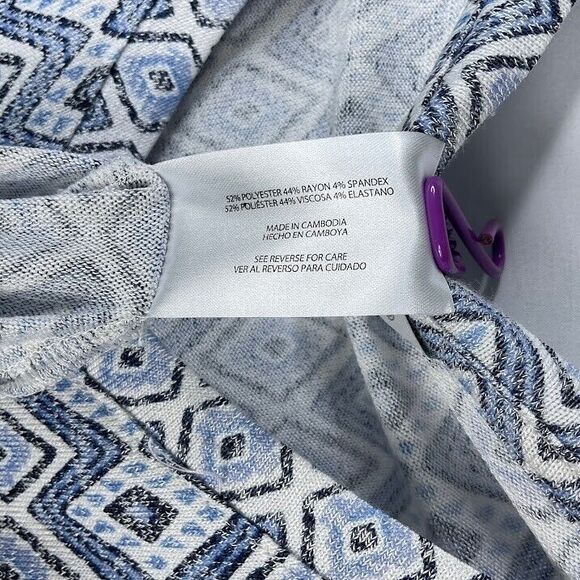 52% POLYESTER 44% RAYON 4% SPANDEX
52% POLIÉSTER 44% VISCOSA 4% ELASTANO
MADE IN CAMBODIA
HECHO EN CAMBOYA
SEE REVERSE FOR CARE
VER AL REVERSO PARA CUIDADO